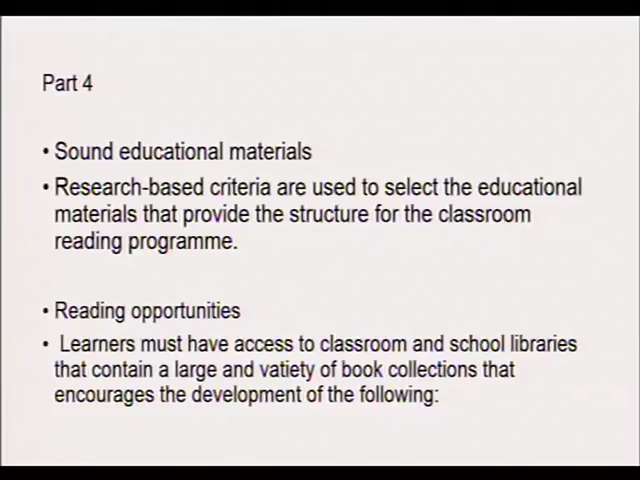 Part 4
• Sound educational materials
• Research-based criteria are used to select the educational
materials that provide the structure for the classroom
reading programme.
• Reading opportunities
• Learners must have access to classroom and school libraries
that contain a large and vatiety of book collections that
encourages the development of the following: